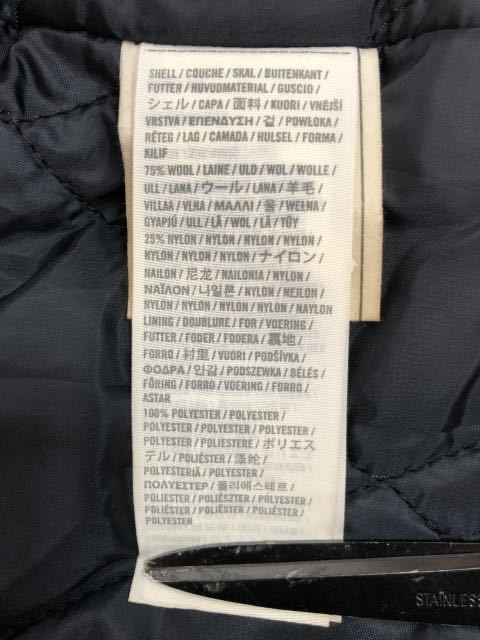 SHELL / COUCHE / SKAL / BUITENKANT /
FUTTER / HUVUDMATERIAL / GUSCIO /
シェル / CAPA / 面料 / KUORI / VNĚJŠÍ
VRSTVA / ΕΠΕΝΔΥΣΗ / 겉 / POWŁOKA /
RÉTEG / LAG / CAMADA / HULSEL / FORMA /
KILIF
75% WOOL / LAINE / ULD / WOL / WOLLE /
ULL / LANA / ウール / LANA / 羊毛 /
VILLAA / VLNA / ΜΑΛΛΙ / 울 / WEŁNA /
GYAPJÚ / ULL / LÃ / WOL / LÂ / TÜY
25% NYLON / NYLON / NYLON / NYLON /
NYLON / NYLON / NYLON / ナイロン /
NAILON / 尼龙 / NAILONIA / NYLON /
ΝΑΪΛΟΝ / 나일론 / NYLON / NEJLON /
NYLON / NYLON / NYLON / NYLON / NAYLON
LINING / DOUBLURE / FOR / VOERING /
FUTTER / FODER / FODERA / 裏地 /
FORRO / 衬里 / VUORI / PODŠÍVKA /
ΦΟΔΡΑ / 안감 / PODSZEWKA / BÉLÉS /
FÔRING / FORRO / VOERING / FORRO /
ASTAR
100% POLYESTER / POLYESTER /
POLYESTER / POLYESTER / POLYESTER /
POLYESTER / POLIESTERE / ポリエス
テル / POLIÉSTER / 涤纶 /
POLYESTERIÄ / POLYESTER /
ΠΟΛΥΕΣΤΕΡ / 폴리에스테르 /
POLIESTER / POLIÉSZTER / POLYESTER /
POLIÉSTER / POLYESTER / POLIÉSTER /
POLYESTER
STAINLESS